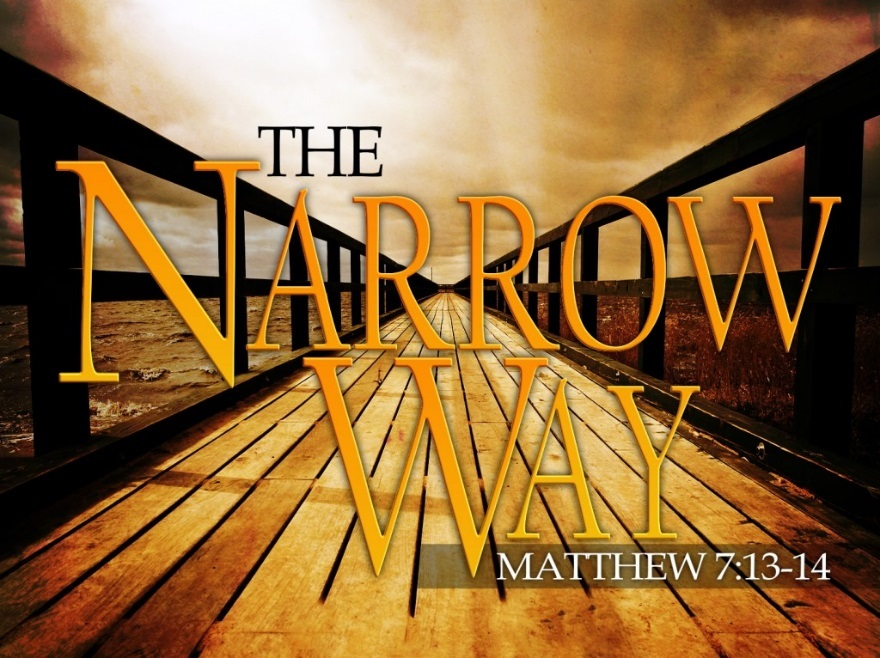 THE
NARROW
WAY
MATTHEW 7:13-14